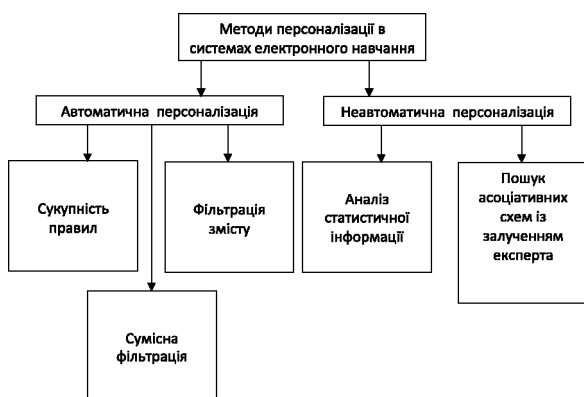 Методи персоналізації в
системах електронного навчання
Автоматична персоналізація
Неавтоматична персоналізація
Сукупність
правил
Фільтрація
змісту
Аналіз
статистичної
інформації
Пошук
асоціативних
схем із
залученням
експерта
Сумісна
фільтрація